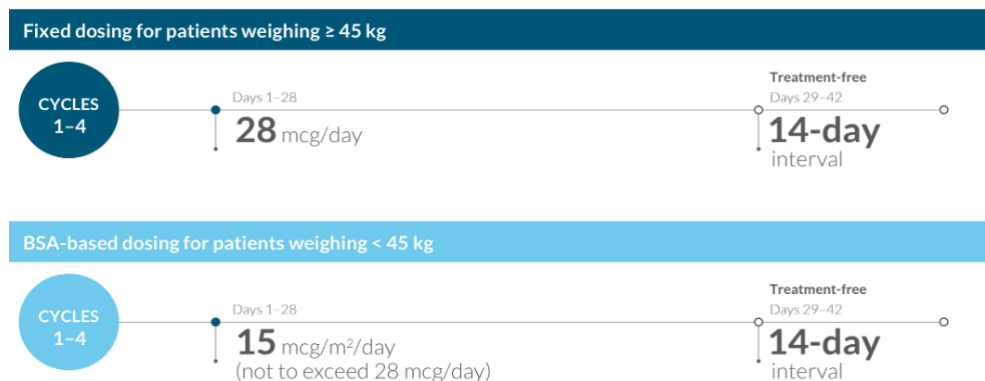 Fixed dosing for patients weighing ≥ 45 kg
CYCLES
1–4
Days 1–28
28 mcg/day
Treatment-free
Days 29–42
14-day
interval
BSA-based dosing for patients weighing < 45 kg
CYCLES
1–4
Days 1–28
15 mcg/m²/day
(not to exceed 28 mcg/day)
Treatment-free
Days 29–42
14-day
interval